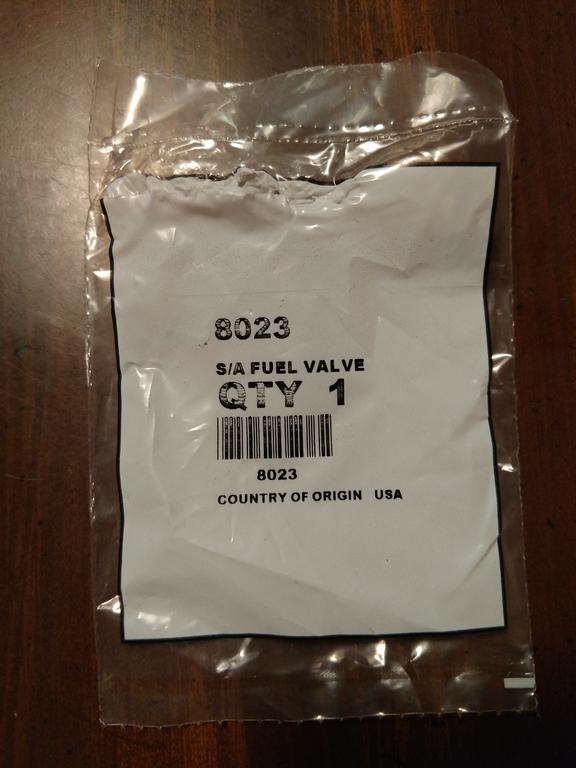 8023
S/A FUEL VALVE
QTY 1
8023
COUNTRY OF ORIGIN USA